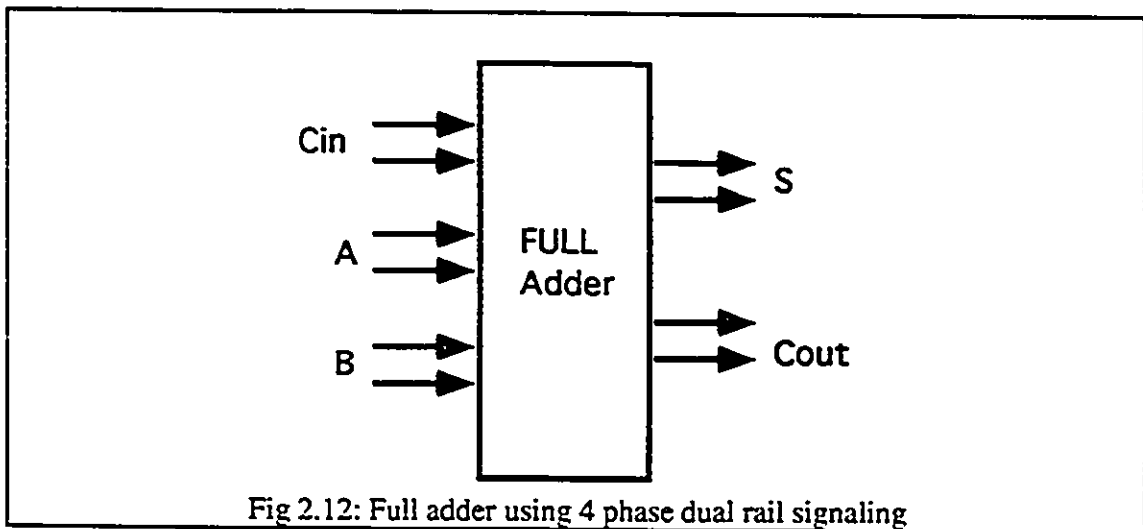 Cin
A
B
FULL
Adder
S
Cout
Fig 2.12: Full adder using 4 phase dual rail signaling